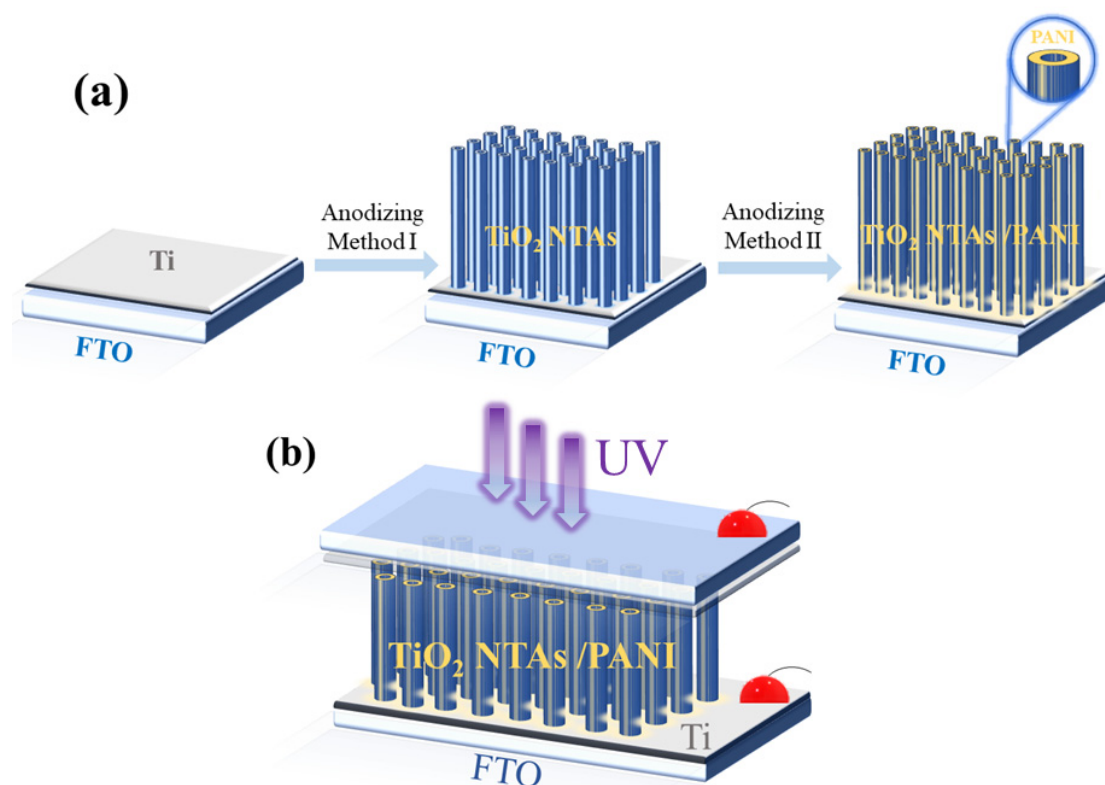 (a)
PANI
Ti
FTO
Anodizing
Method I
TiO₂ NTAs
FTO
Anodizing
Method II
TiO₂ NTAs /PANI
FTO
(b)
UV
TiO₂ NTAs /PANI
Ti
FTO